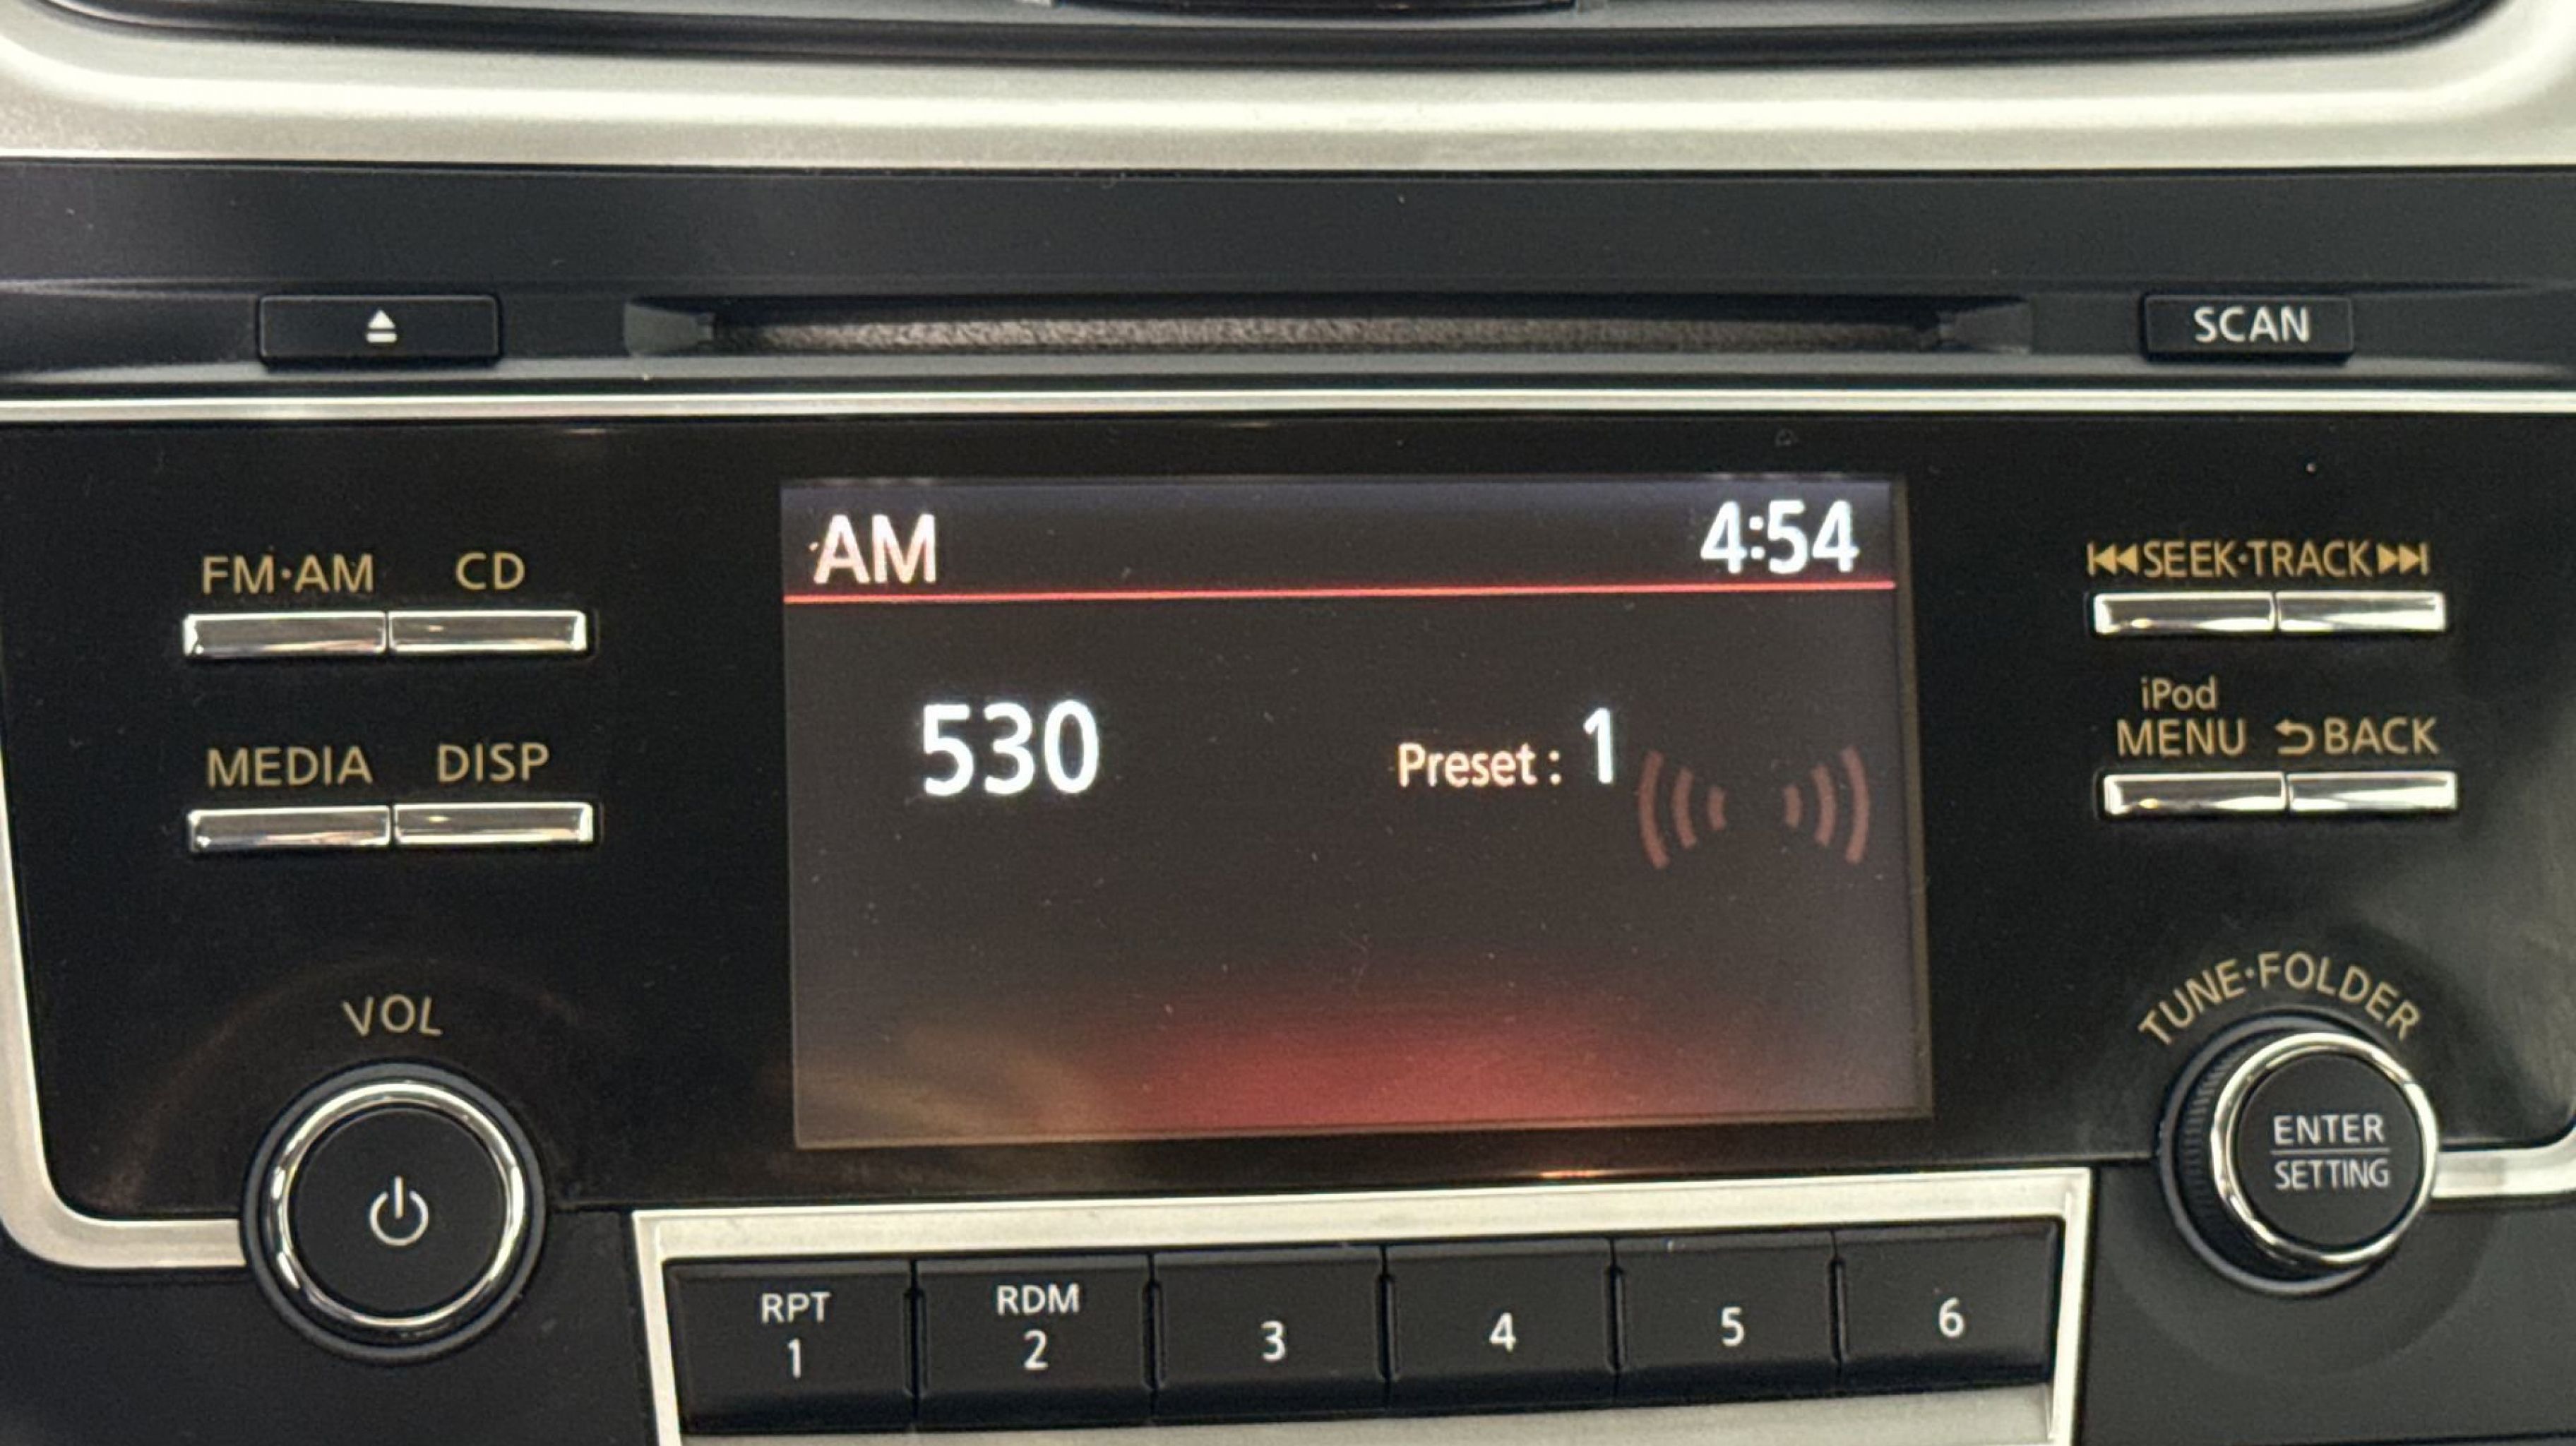 SCAN
FM·AM CD
AM 4:54
SEEK·TRACK
iPod
MENU BACK
530 Preset : 1
MEDIA DISP
VOL
TUNE·FOLDER
ENTER
SETTING
RPT
1
RDM
2
3
4
5
6